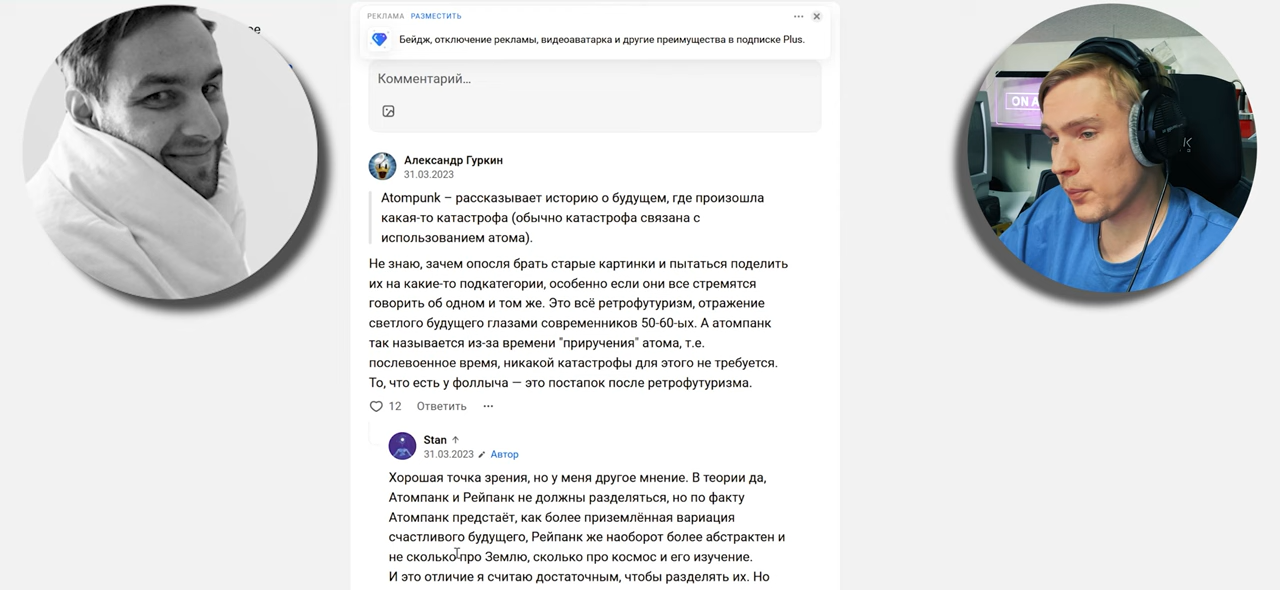 ое
РЕКЛАМА РАЗМЕСТИТЬ
Бейдж, отключение рекламы, видеоаватарка и другие преимущества в подписке Plus.
Комментарий...
Александр Гуркин
31.03.2023
Atompunk – рассказывает историю о будущем, где произошла
какая-то катастрофа (обычно катастрофа связана с
использованием атома).
Не знаю, зачем опосля брать старые картинки и пытаться поделить
их на какие-то подкатегории, особенно если они все стремятся
говорить об одном и том же. Это всё ретрофутуризм, отражение
светлого будущего глазами современников 50-60-ых. А атомпанк
так называется из-за времени "приручения" атома, т.е.
послевоенное время, никакой катастрофы для этого не требуется.
То, что есть у фоллыча — это постапок после ретрофутуризма.
12 Ответить
Stan
31.03.2023 Автор
Хорошая точка зрения, но у меня другое мнение. В теории да,
Атомпанк и Рейпанк не должны разделяться, но по факту
Атомпанк предстаёт, как более приземлённая вариация
счастливого будущего, Рейпанк же наоборот более абстрактен и
не сколько про Землю, сколько про космос и его изучение.
И это отличие я считаю достаточным, чтобы разделять их. Но
ON A